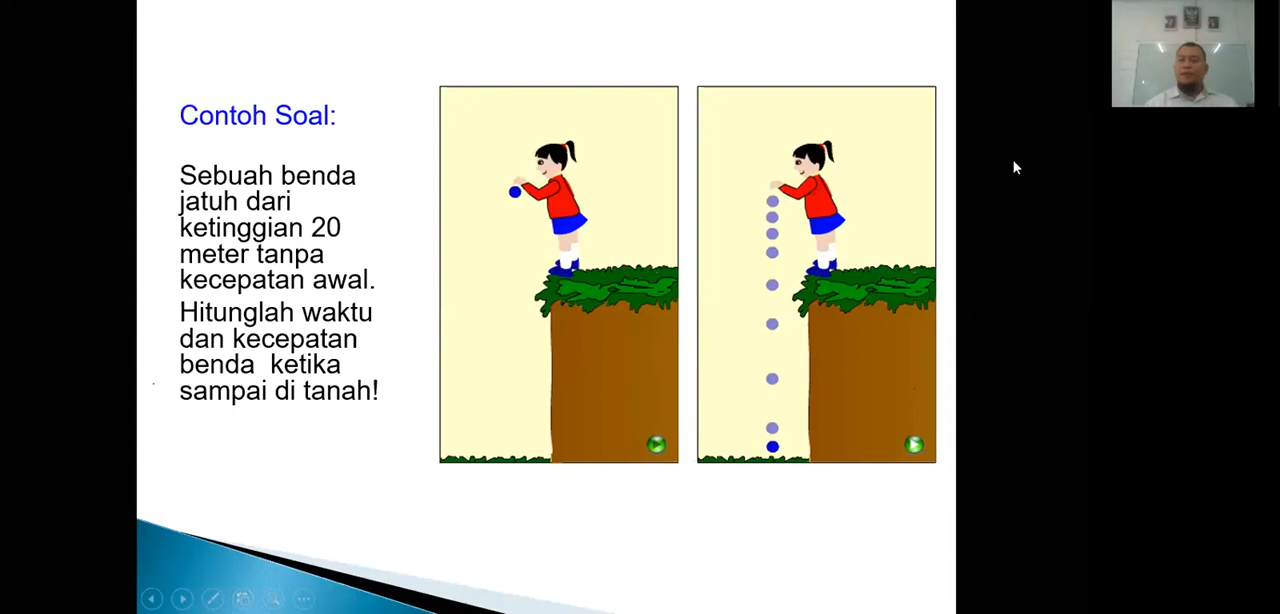 Contoh Soal:
Sebuah benda
jatuh dari
ketinggian 20
meter tanpa
kecepatan awal.
Hitunglah waktu
dan kecepatan
benda  ketika
sampai di tanah!